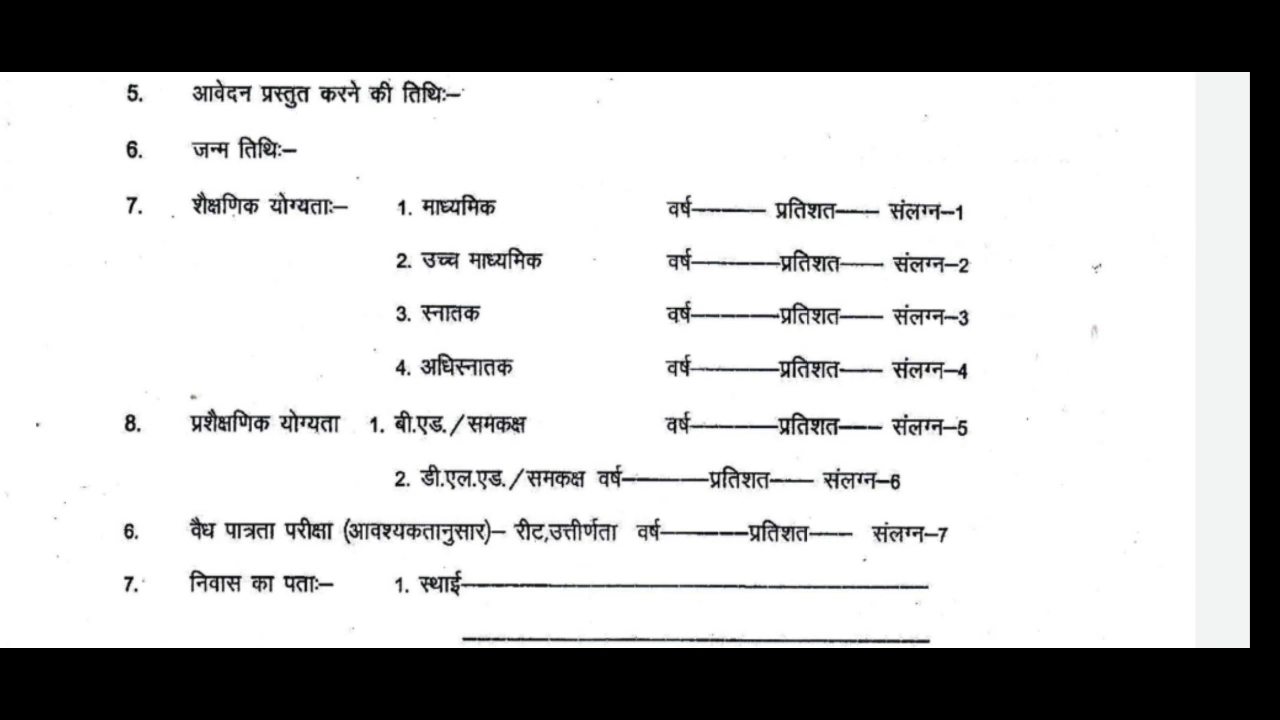 5. आवेदन प्रस्तुत करने की तिथिः–
6. जन्म तिथिः–
7. शैक्षणिक योग्यताः– 1. माध्यमिक वर्ष———— प्रतिशत—— संलग्न–1
2. उच्च माध्यमिक वर्ष————प्रतिशत—— संलग्न–2
3. स्नातक वर्ष————प्रतिशत—— संलग्न–3
4. अधिस्नातक वर्ष————प्रतिशत—— संलग्न–4
8. प्रशैक्षणिक योग्यता 1. बी.एड./समकक्ष वर्ष————प्रतिशत—— संलग्न–5
2. डी.एल.एड./समकक्ष वर्ष————प्रतिशत—— संलग्न–6
6. वैध पात्रता परीक्षा (आवश्यकतानुसार)– रीट,उत्तीर्णता वर्ष————प्रतिशत—— संलग्न–7
7. निवास का पताः– 1. स्थाई————————————————